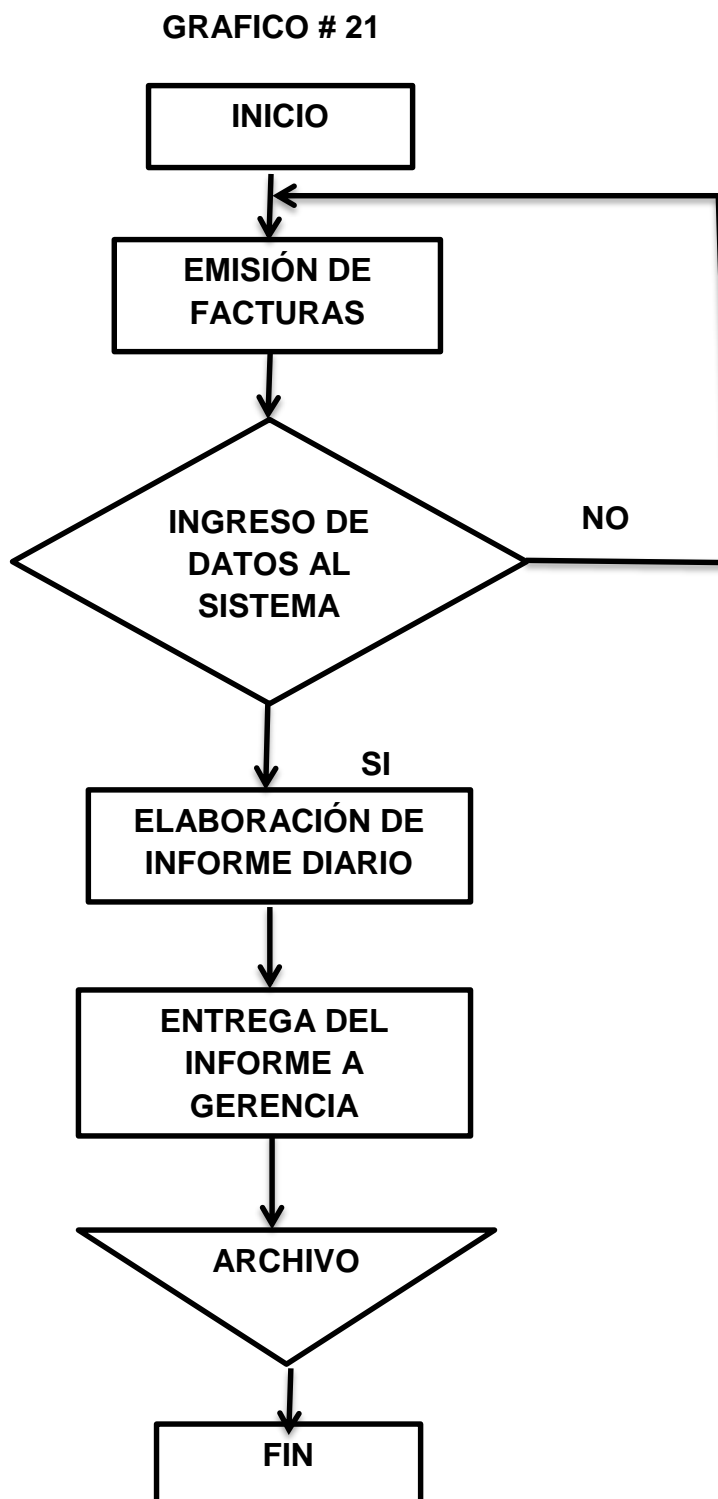 GRAFICO # 21
INICIO
EMISIÓN DE
FACTURAS
INGRESO DE
DATOS AL
SISTEMA
NO
SI
ELABORACIÓN DE
INFORME DIARIO
ENTREGA DEL
INFORME A
GERENCIA
ARCHIVO
FIN